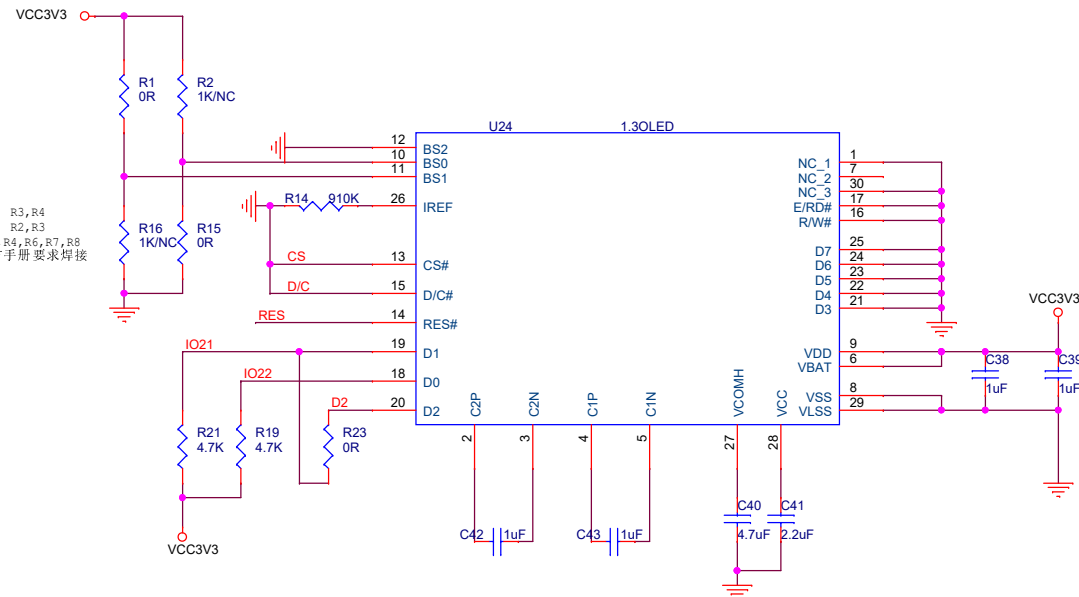 VCC3V3
R1
0R
R2
1K/NC
R3,R4
R2,R3
R4,R6,R7,R8
手册要求焊接
R16
1K/NC
R15
0R
U24
1.3OLED
12
BS2
10
BS0
11
BS1
R14
910K
26
IREF
CS
13
CS#
D/C
15
D/C#
RES
14
RES#
IO21
19
D1
IO22
18
D0
D2
20
D2
R21
4.7K
R19
4.7K
R23
0R
VCC3V3
NC_1
1
NC_2
7
NC_3
30
E/RD#
17
R/W#
16
D7
25
D6
24
D5
23
D4
22
D3
21
VDD
9
VBAT
6
VSS
8
VLSS
29
VCC3V3
C38
1uF
C39
1uF
C2P
C2N
C1P
C1N
VCOMH
VCC
2
3
4
5
27
28
C42
1uF
C43
1uF
C40
4.7uF
C41
2.2uF